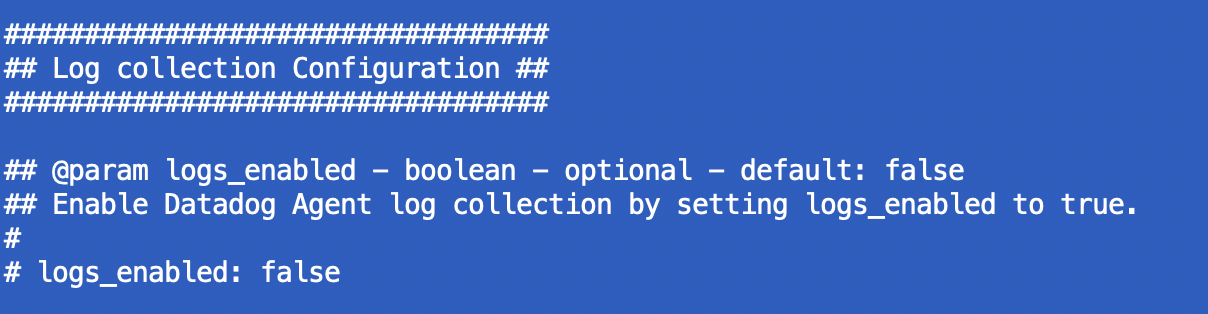 ##################################
## Log collection Configuration ##
##################################
## @param logs_enabled - boolean - optional - default: false
## Enable Datadog Agent log collection by setting logs_enabled to true.
#
# logs_enabled: false